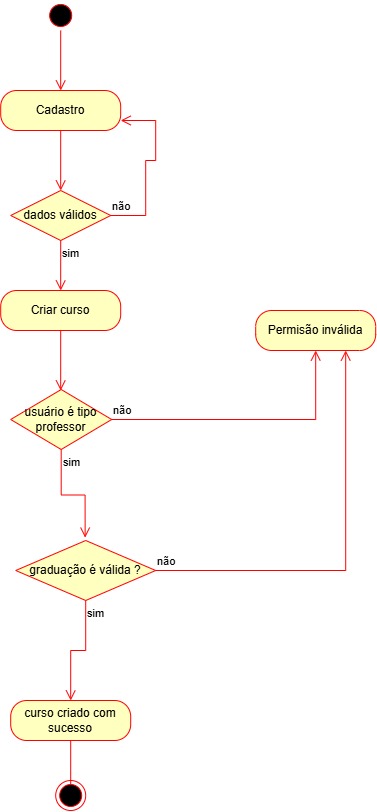 Cadastro
dados válidos
não
sim
Criar curso
Permisão inválida
usuário é tipo
professor
não
sim
graduação é válida ?
não
sim
curso criado com
sucesso